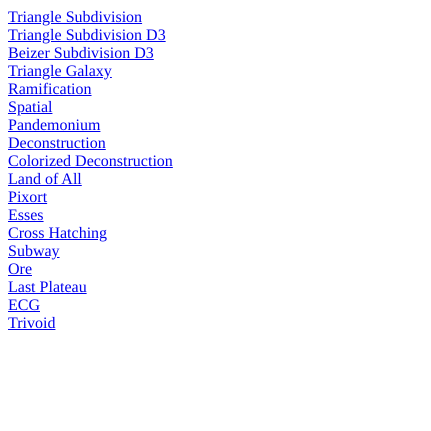 Triangle Subdivision
Triangle Subdivision D3
Beizer Subdivision D3
Triangle Galaxy
Ramification
Spatial
Pandemonium
Deconstruction
Colorized Deconstruction
Land of All
Pixort
Esses
Cross Hatching
Subway
Ore
Last Plateau
ECG
Trivoid